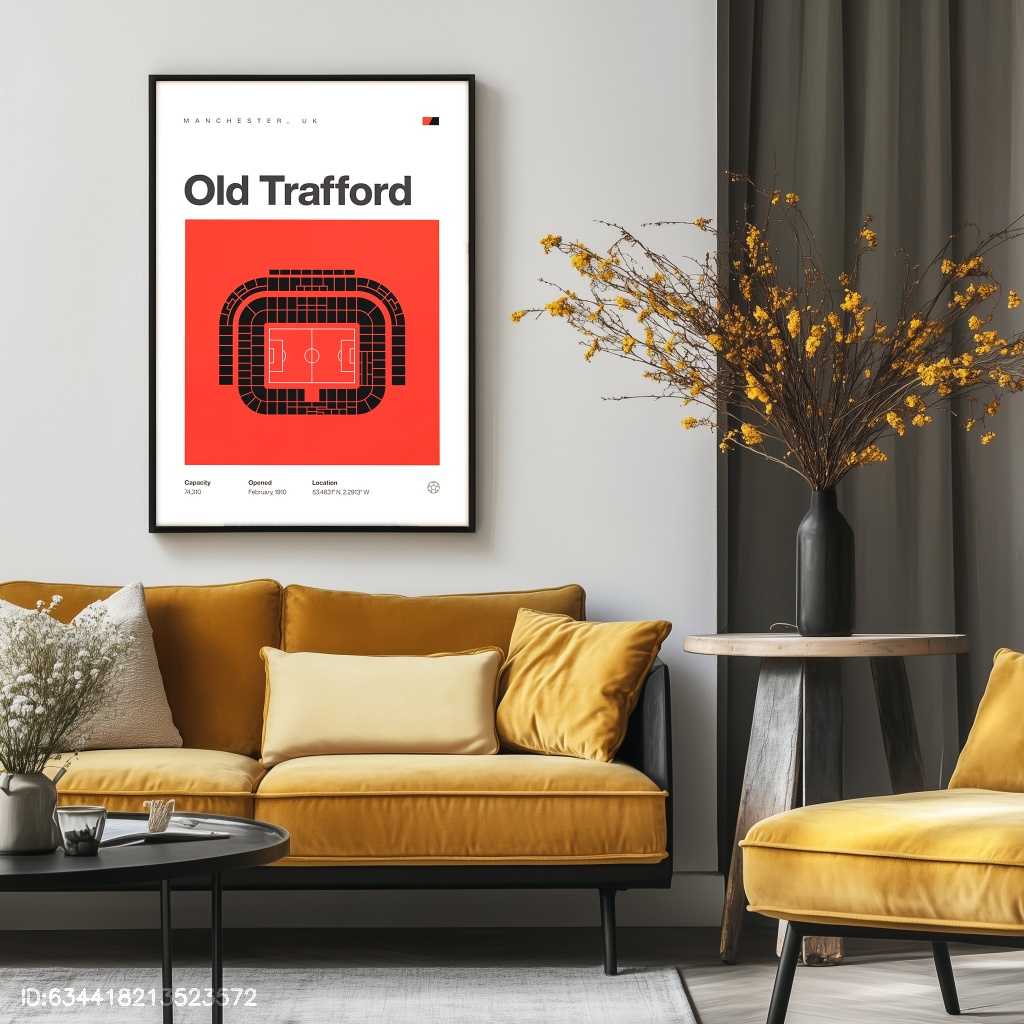 MANCHESTER, UK
Old Trafford
Capacity Opened Location
74,310 February, 1910 53.4631° N, 2.2913° W
ID:634418213523572